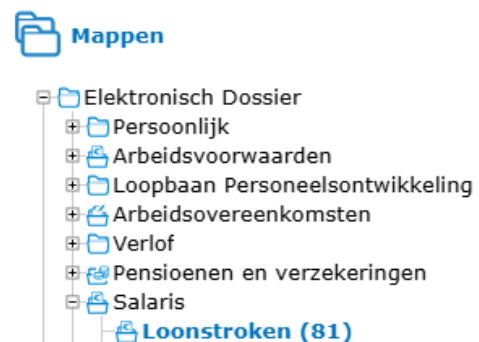 Mappen
Elektronisch Dossier
Persoonlijk
Arbeidsvoorwaarden
Loopbaan Personeelsontwikkeling
Arbeidsovereenkomsten
Verlof
Pensioenen en verzekeringen
Salaris
Loonstroken (81)